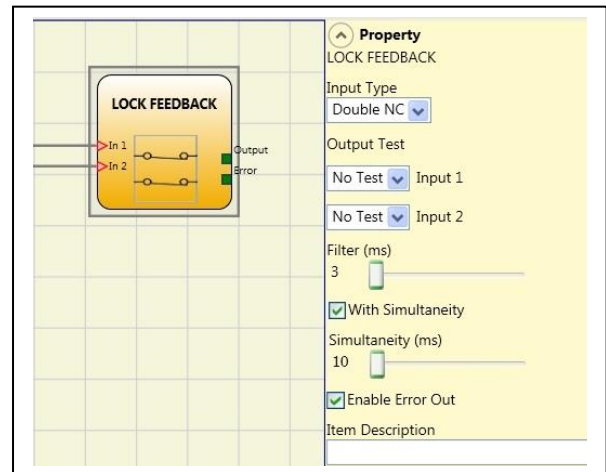 LOCK FEEDBACK
In 1
In 2
Output
Error
Property
LOCK FEEDBACK
Input Type
Double NC
Output Test
No Test Input 1
No Test Input 2
Filter (ms)
3
With Simultaneity
Simultaneity (ms)
10
Enable Error Out
Item Description